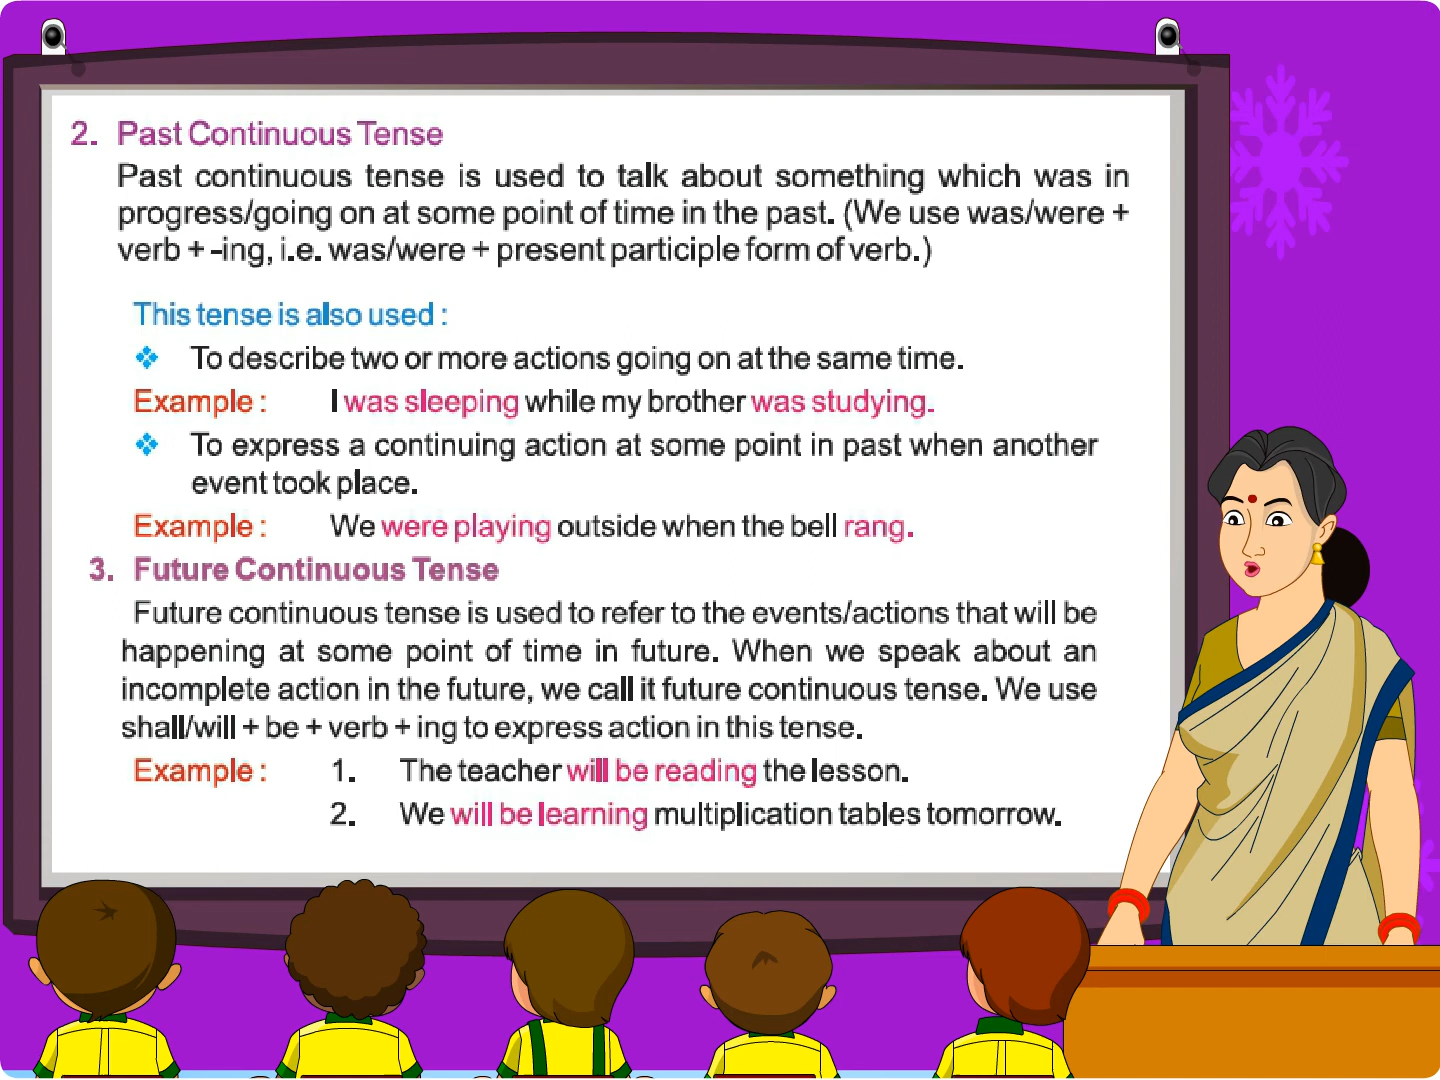 2. Past Continuous Tense
Past continuous tense is used to talk about something which was in
progress/going on at some point of time in the past. (We use was/were +
verb + -ing, i.e. was/were + present participle form of verb.)
This tense is also used :
❖ To describe two or more actions going on at the same time.
Example : I was sleeping while my brother was studying.
❖ To express a continuing action at some point in past when another
event took place.
Example : We were playing outside when the bell rang.
3. Future Continuous Tense
Future continuous tense is used to refer to the events/actions that will be
happening at some point of time in future. When we speak about an
incomplete action in the future, we call it future continuous tense. We use
shall/will + be + verb + ing to express action in this tense.
Example : 1. The teacher will be reading the lesson.
2. We will be learning multiplication tables tomorrow.